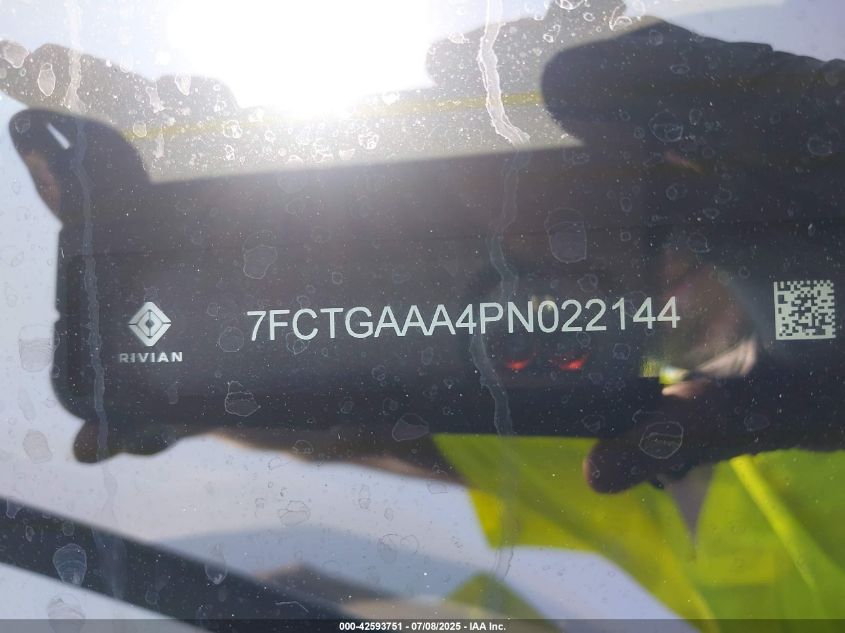 7FCTGAAA4PN022144
RIVIAN
000-42593751 - 07/08/2025 - IAA Inc.